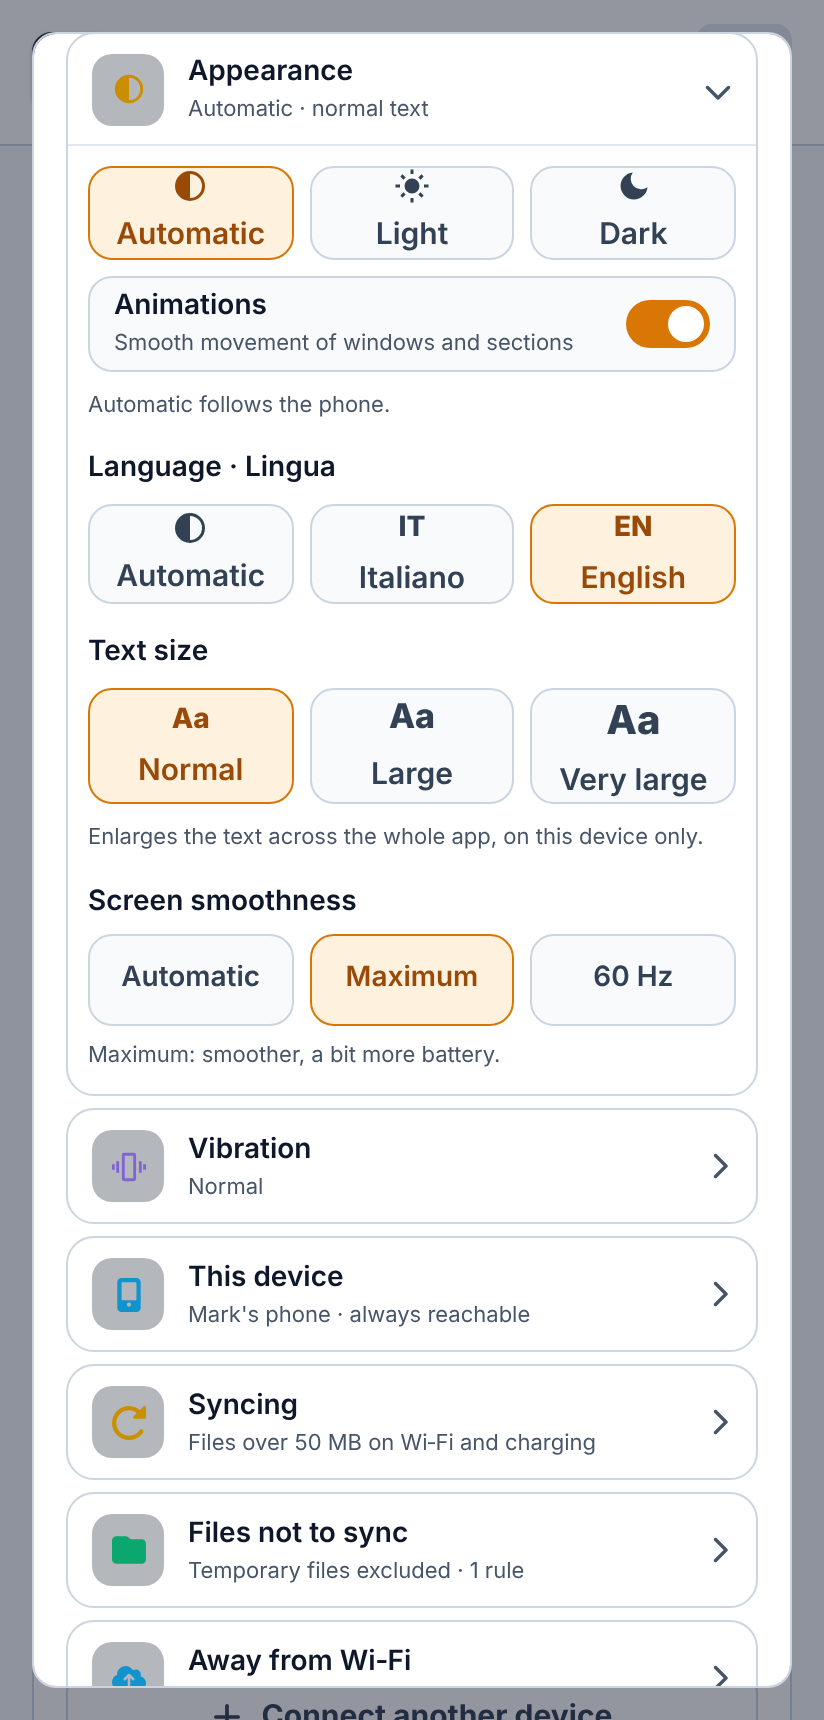 Appearance
Automatic · normal text
Automatic
Light
Dark
Animations
Smooth movement of windows and sections
Automatic follows the phone.
Language · Lingua
Automatic
IT
Italiano
EN
English
Text size
Aa
Normal
Aa
Large
Aa
Very large
Enlarges the text across the whole app, on this device only.
Screen smoothness
Automatic
Maximum
60 Hz
Maximum: smoother, a bit more battery.
Vibration
Normal
This device
Mark's phone · always reachable
Syncing
Files over 50 MB on Wi-Fi and charging
Files not to sync
Temporary files excluded · 1 rule
Away from Wi-Fi
Connect another device